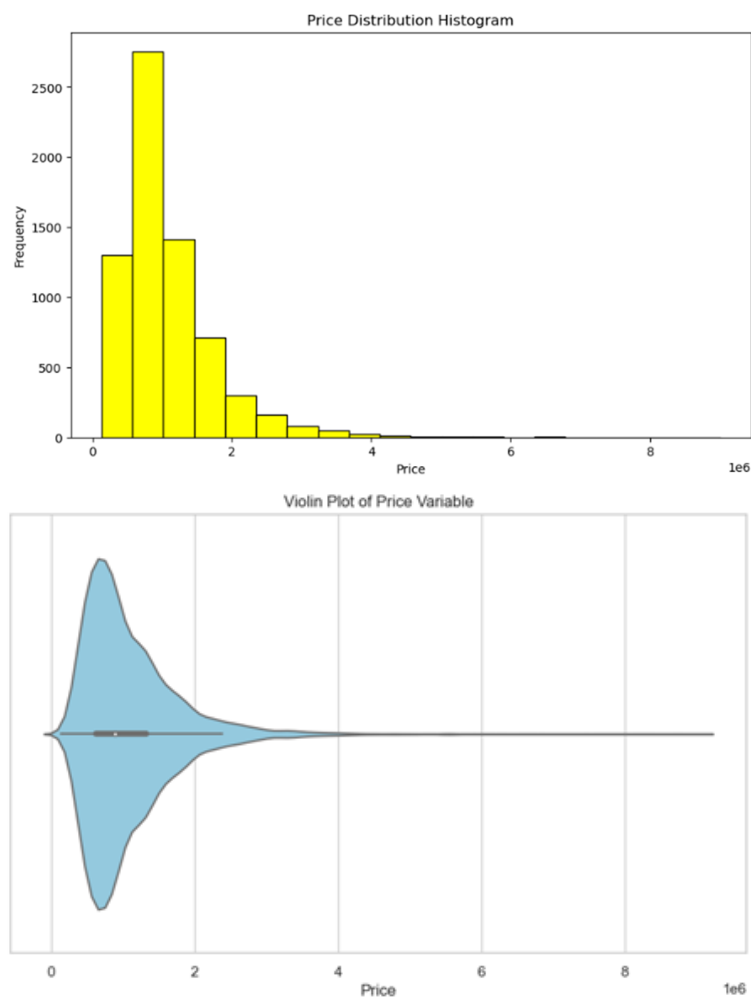 Price Distribution Histogram
2500
2000
1500
1000
500
0
Frequency
0 2 4 6 8
1e6
Price
Violin Plot of Price Variable
0 2 4 6 8
1e6
Price